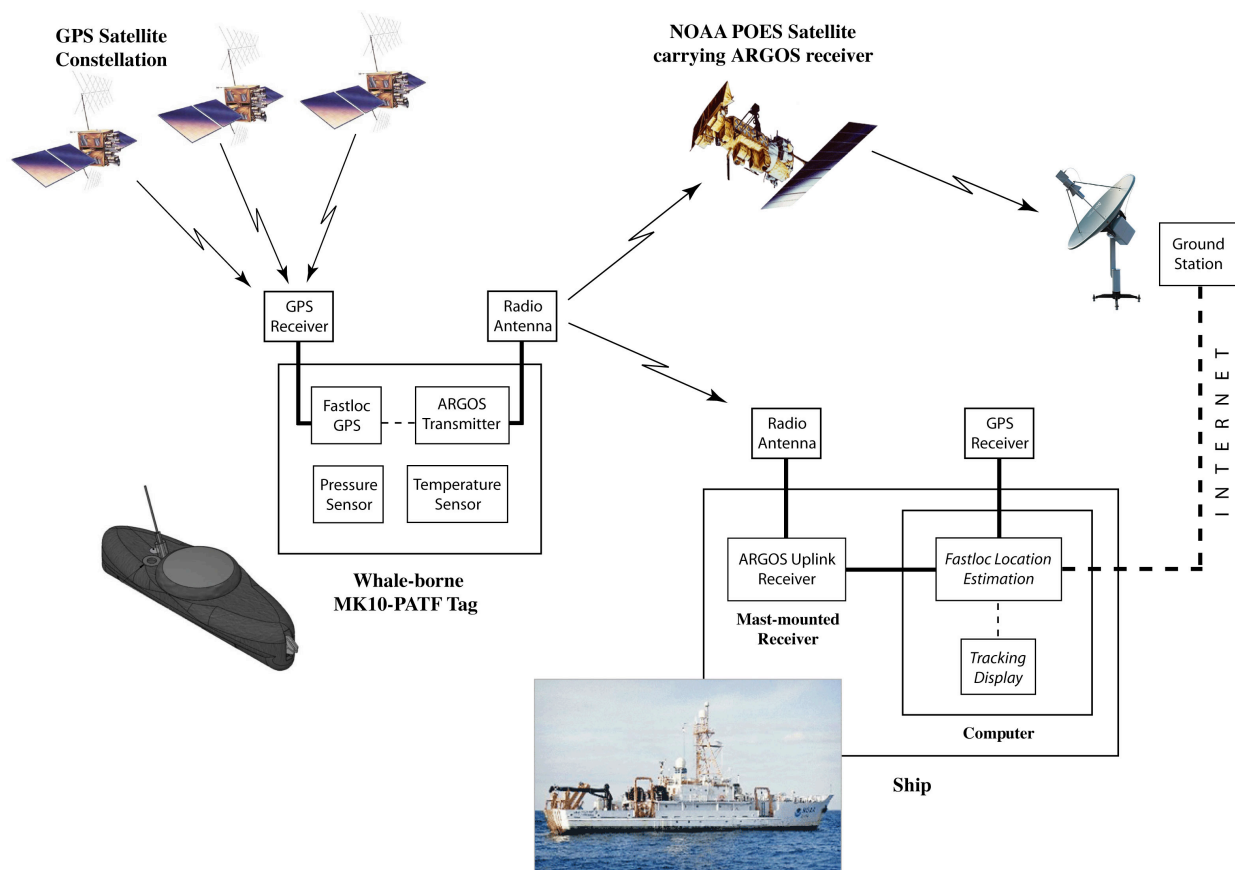 GPS Satellite
Constellation
NOAA POES Satellite
carrying ARGOS receiver
Ground
Station
GPS
Receiver
Radio
Antenna
INTERNET
Fastloc
GPS
ARGOS
Transmitter
Pressure
Sensor
Temperature
Sensor
Whale-borne
MK10-PATF Tag
Radio
Antenna
GPS
Receiver
ARGOS Uplink
Receiver
Fastloc Location
Estimation
Mast-mounted
Receiver
Tracking
Display
Computer
Ship
NOAA